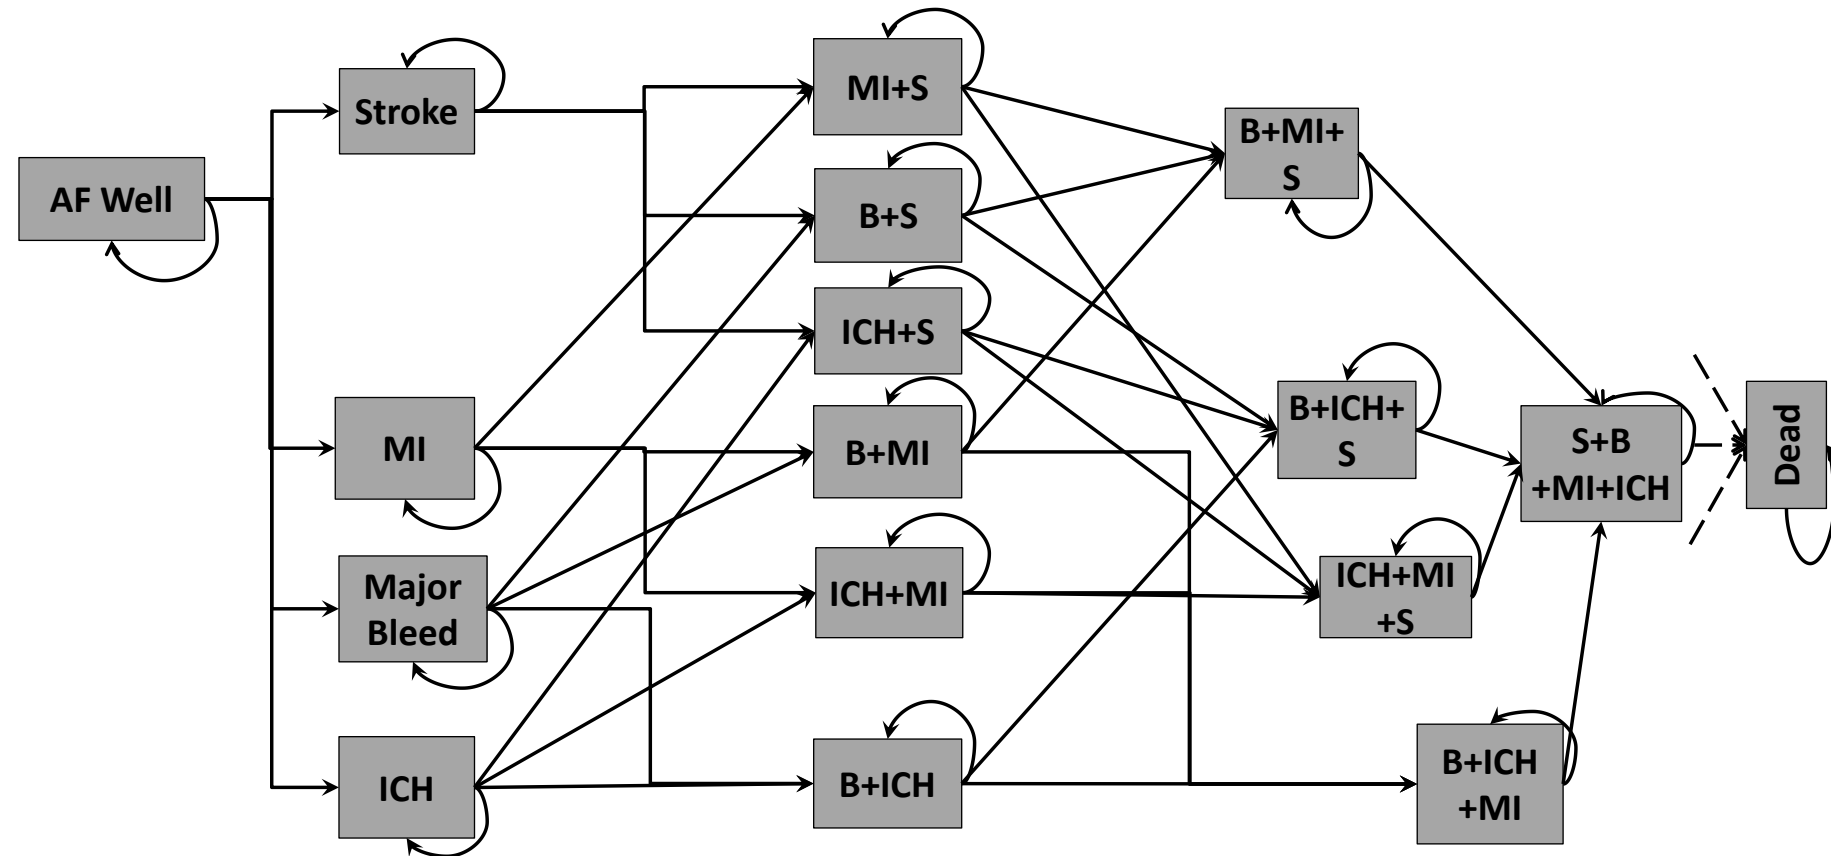 AF Well
Stroke
MI
Major
Bleed
ICH
MI+S
B+S
ICH+S
B+MI
ICH+MI
B+ICH
B+MI+
S
B+ICH+
S
ICH+MI
+S
B+ICH
+MI
S+B
+MI+ICH
Dead